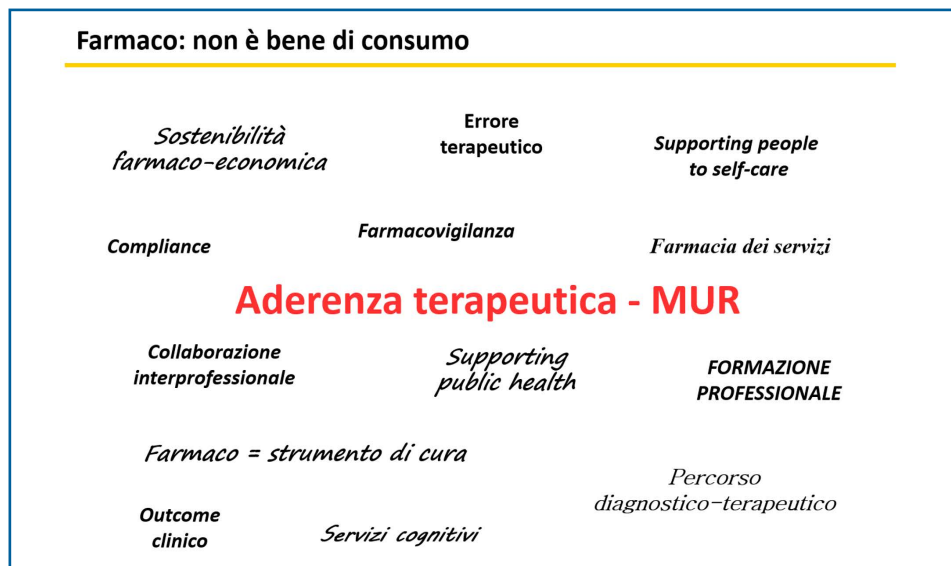 Farmaco: non è bene di consumo
Sostenibilità
farmaco-economica
Errore
terapeutico
Supporting people
to self-care
Compliance
Farmacovigilanza
Farmacia dei servizi
Aderenza terapeutica - MUR
Collaborazione
interprofessionale
Supporting
public health
FORMAZIONE
PROFESSIONALE
Farmaco = strumento di cura
Percorso
diagnostico-terapeutico
Outcome
clinico
Servizi cognitivi